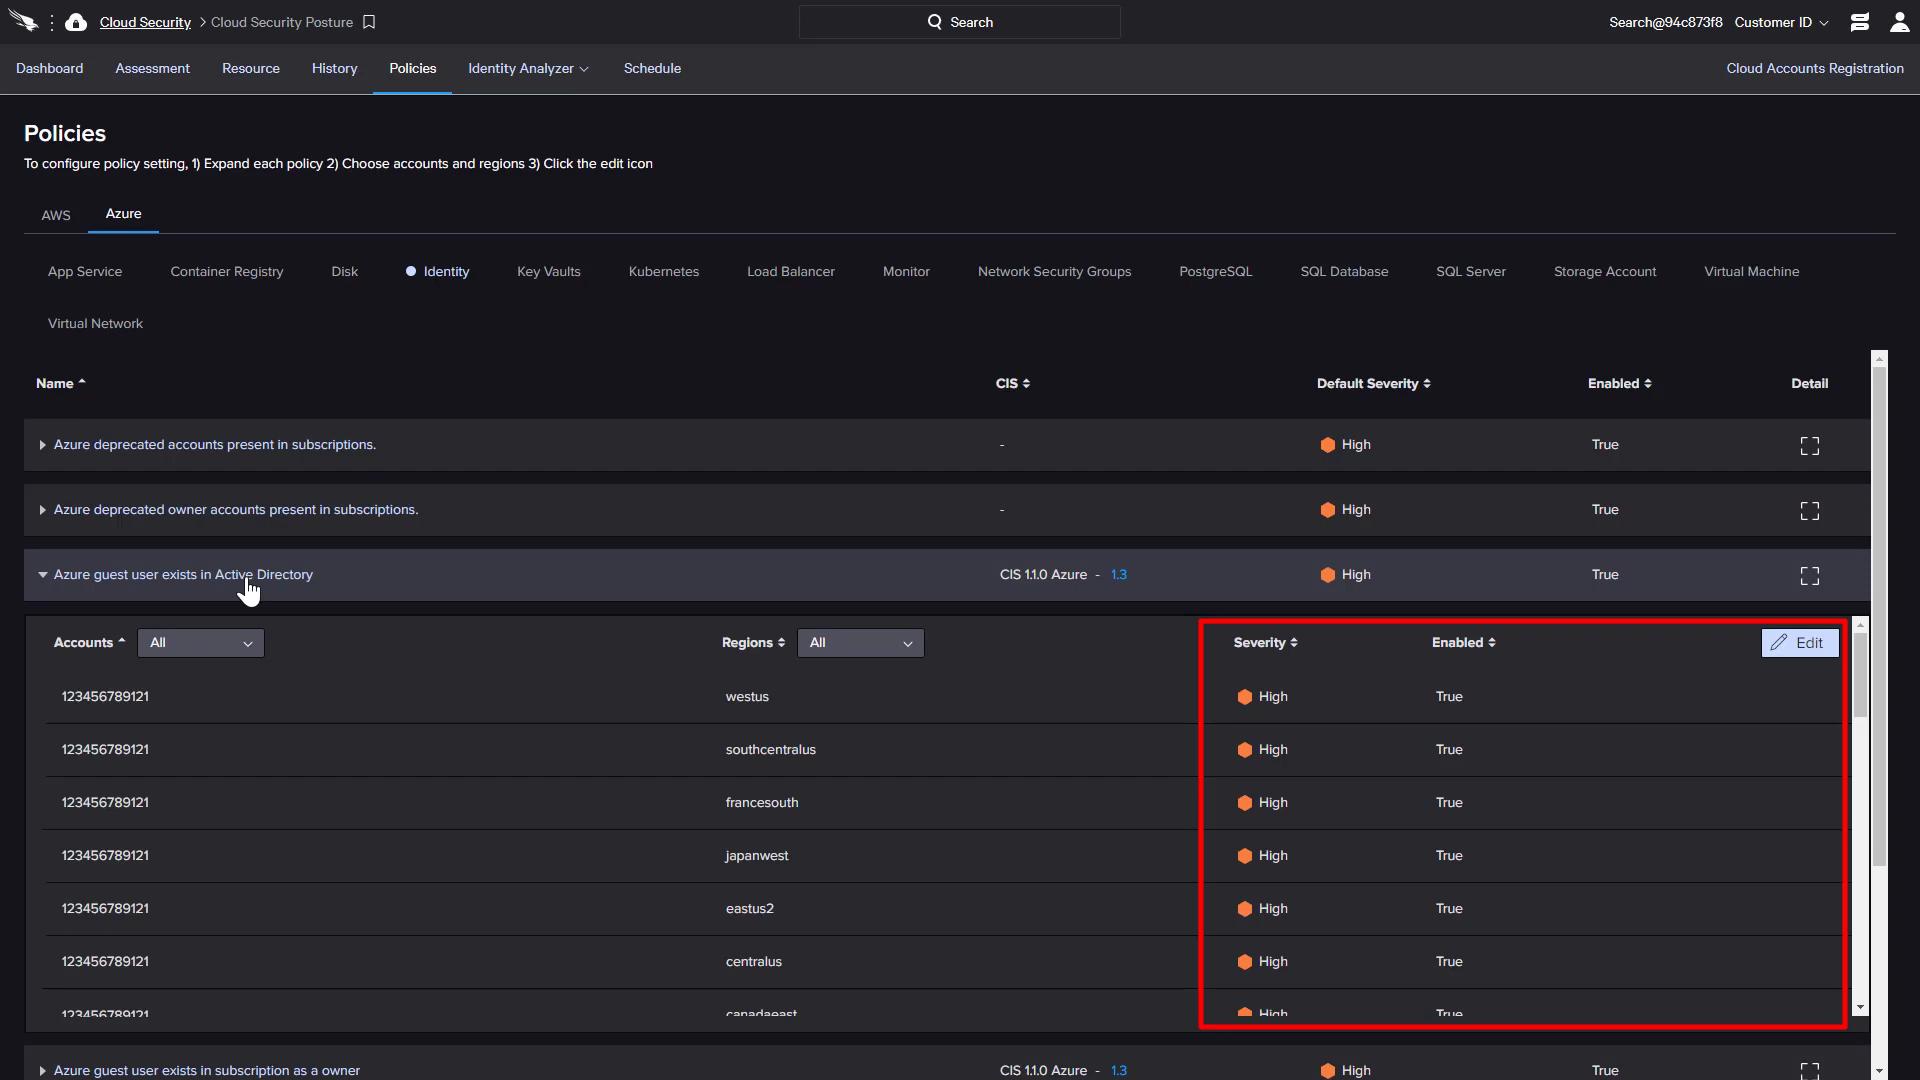 Cloud Security > Cloud Security Posture
Search
Search@94c873f8 Customer ID
Dashboard Assessment Resource History Policies Identity Analyzer Schedule Cloud Accounts Registration
Policies
To configure policy setting, 1) Expand each policy 2) Choose accounts and regions 3) Click the edit icon
AWS Azure
App Service Container Registry Disk Identity Key Vaults Kubernetes Load Balancer Monitor Network Security Groups PostgreSQL SQL Database SQL Server Storage Account Virtual Machine
Virtual Network
Name CIS Default Severity Enabled Detail
Azure deprecated accounts present in subscriptions. - High True
Azure deprecated owner accounts present in subscriptions. - High True
Azure guest user exists in Active Directory CIS 1.1.0 Azure - 1.3 High True
Accounts All Regions All Severity Enabled Edit
123456789121 westus High True
123456789121 southcentralus High True
123456789121 francesouth High True
123456789121 japanwest High True
123456789121 eastus2 High True
123456789121 centralus High True
123456789121 canadaeast High True
Azure guest user exists in subscription as a owner CIS 1.1.0 Azure - 1.3 High True